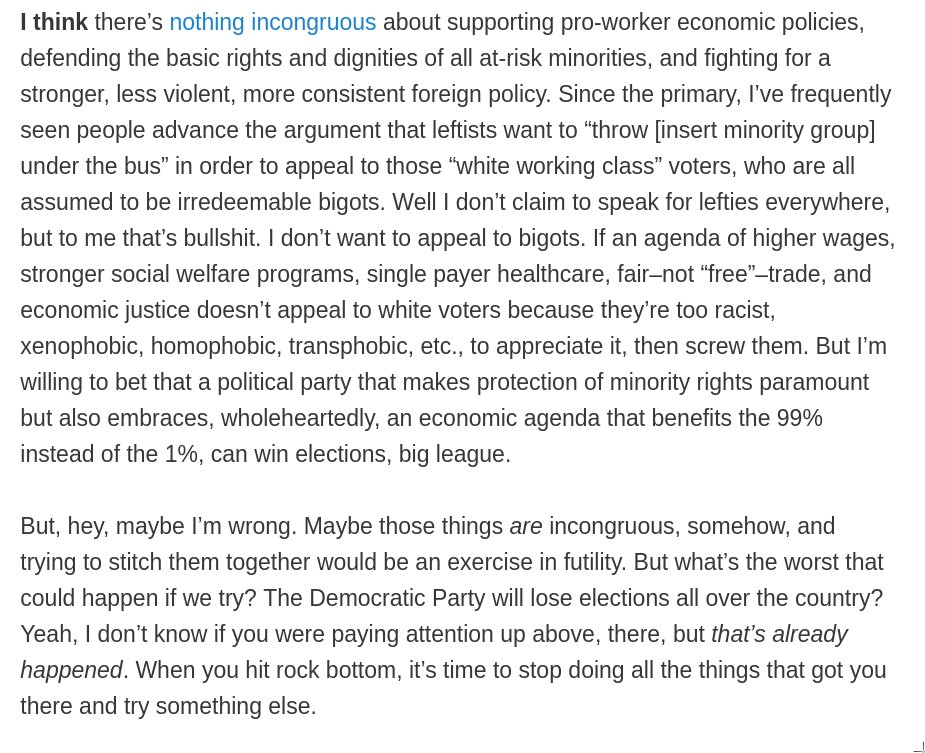 I think there’s nothing incongruous about supporting pro-worker economic policies,
defending the basic rights and dignities of all at-risk minorities, and fighting for a
stronger, less violent, more consistent foreign policy. Since the primary, I’ve frequently
seen people advance the argument that leftists want to “throw [insert minority group]
under the bus” in order to appeal to those “white working class” voters, who are all
assumed to be irredeemable bigots. Well I don’t claim to speak for lefties everywhere,
but to me that’s bullshit. I don’t want to appeal to bigots. If an agenda of higher wages,
stronger social welfare programs, single payer healthcare, fair–not “free”–trade, and
economic justice doesn’t appeal to white voters because they’re too racist,
xenophobic, homophobic, transphobic, etc., to appreciate it, then screw them. But I’m
willing to bet that a political party that makes protection of minority rights paramount
but also embraces, wholeheartedly, an economic agenda that benefits the 99%
instead of the 1%, can win elections, big league.
But, hey, maybe I’m wrong. Maybe those things are incongruous, somehow, and
trying to stitch them together would be an exercise in futility. But what’s the worst that
could happen if we try? The Democratic Party will lose elections all over the country?
Yeah, I don’t know if you were paying attention up above, there, but that’s already
happened. When you hit rock bottom, it’s time to stop doing all the things that got you
there and try something else.